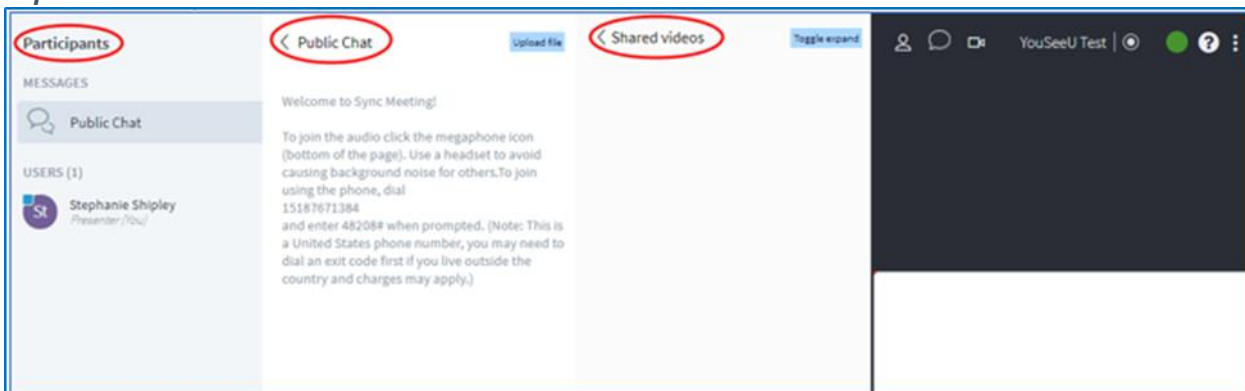 Participants
MESSAGES
Public Chat
USERS (1)
St
Stephanie Shipley
Presenter (You)
Public Chat
Upload file
Welcome to Sync Meeting!
To join the audio click the megaphone icon
(bottom of the page). Use a headset to avoid
causing background noise for others.To join
using the phone, dial
15187671384
and enter 48208# when prompted. (Note: This is
a United States phone number, you may need to
dial an exit code first if you live outside the
country and charges may apply.)
Shared videos
Toggle expand
YouSeeU Test